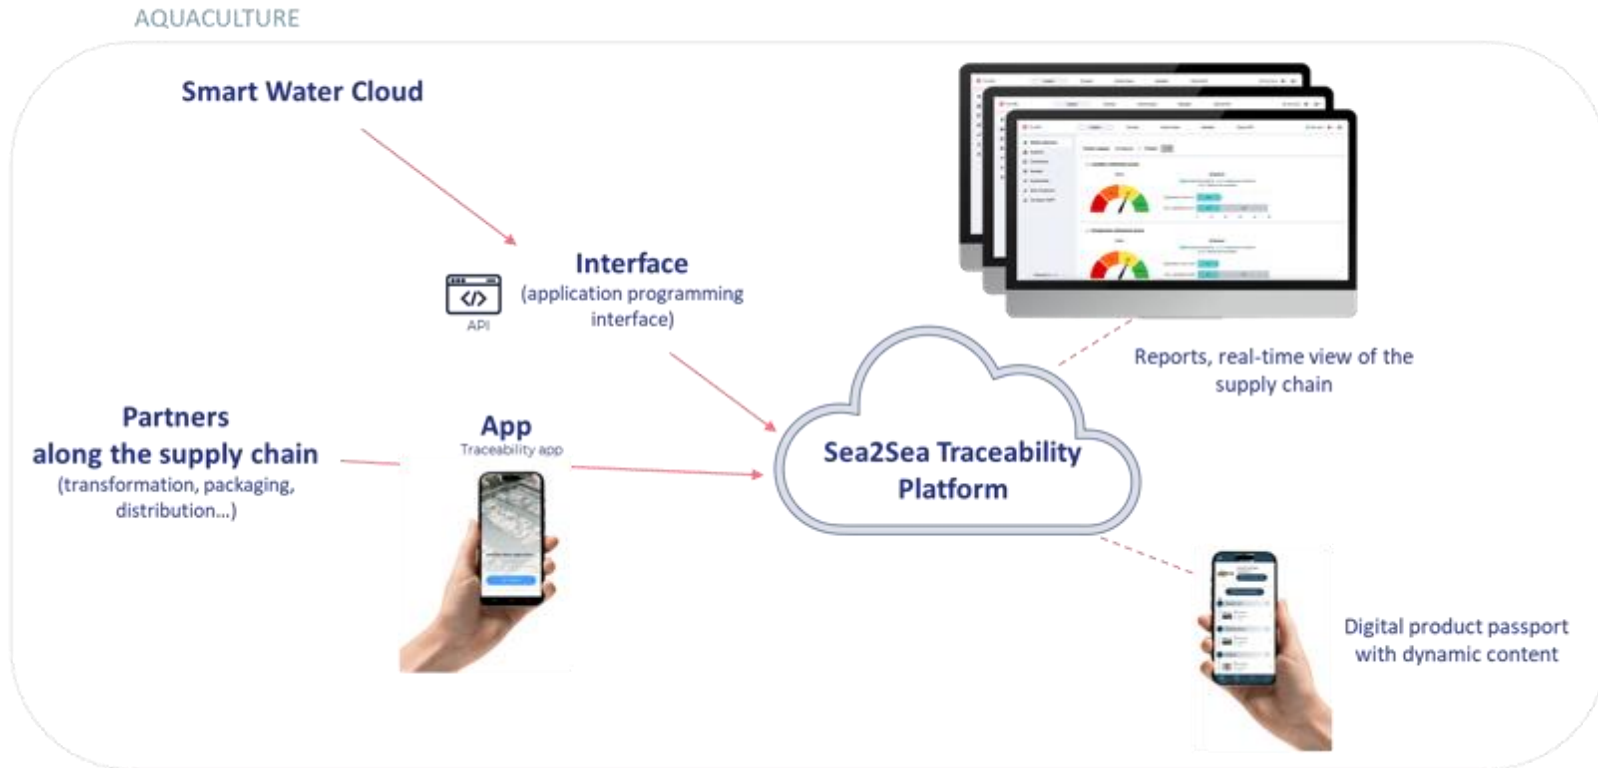 AQUACULTURE
Smart Water Cloud
Interface
(application programming
interface)
API
Partners
along the supply chain
(transformation, packaging,
distribution...)
App
Traceability app
Sea2Sea Traceability
Platform
Reports, real-time view of the
supply chain
Digital product passport
with dynamic content